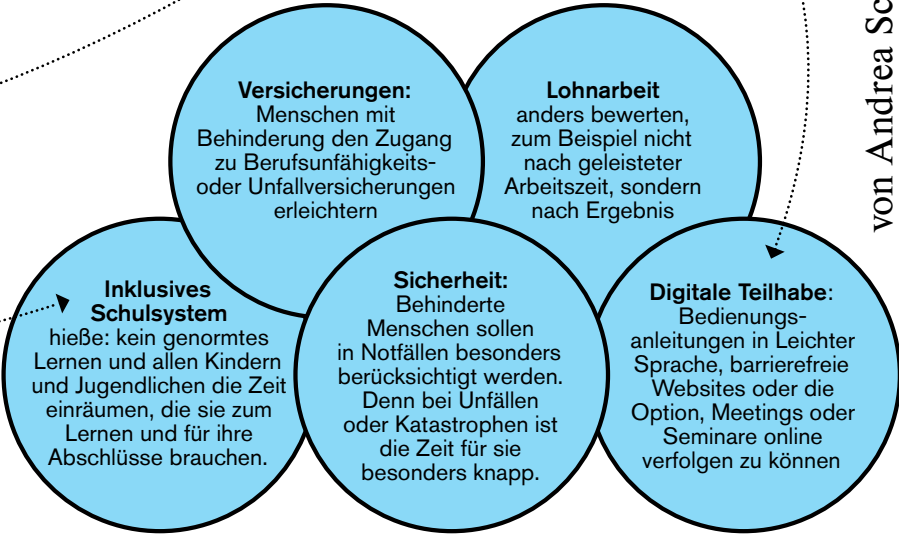 Versicherungen:
Menschen mit
Behinderung den Zugang
zu Berufsunfähigkeits-
oder Unfallversicherungen
erleichtern
Lohnarbeit
anders bewerten,
zum Beispiel nicht
nach geleisteter
Arbeitszeit, sondern
nach Ergebnis
Inklusives
Schulsystem
hieße: kein genormtes
Lernen und allen Kindern
und Jugendlichen die Zeit
einräumen, die sie zum
Lernen und für ihre
Abschlüsse brauchen.
Sicherheit:
Behinderte
Menschen sollen
in Notfällen besonders
berücksichtigt werden.
Denn bei Unfällen
oder Katastrophen ist
die Zeit für sie
besonders knapp.
Digitale Teilhabe:
Bedienungs-
anleitungen in Leichter
Sprache, barrierefreie
Websites oder die
Option, Meetings oder
Seminare online
verfolgen zu können
von Andrea Sc